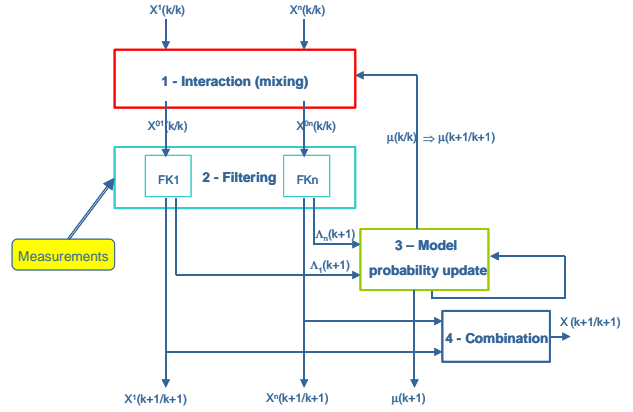 X¹(k/k) Xⁿ(k/k)
1 - Interaction (mixing)
X⁰¹(k/k) X⁰ⁿ(k/k)
μ(k/k) ⇒ μ(k+1/k+1)
FK1 2 - Filtering FKn
Measurements
Λₙ(k+1)
Λ₁(k+1)
3 – Model
probability update
4 - Combination
X (k+1/k+1)
X¹(k+1/k+1) Xⁿ(k+1/k+1) μ(k+1)